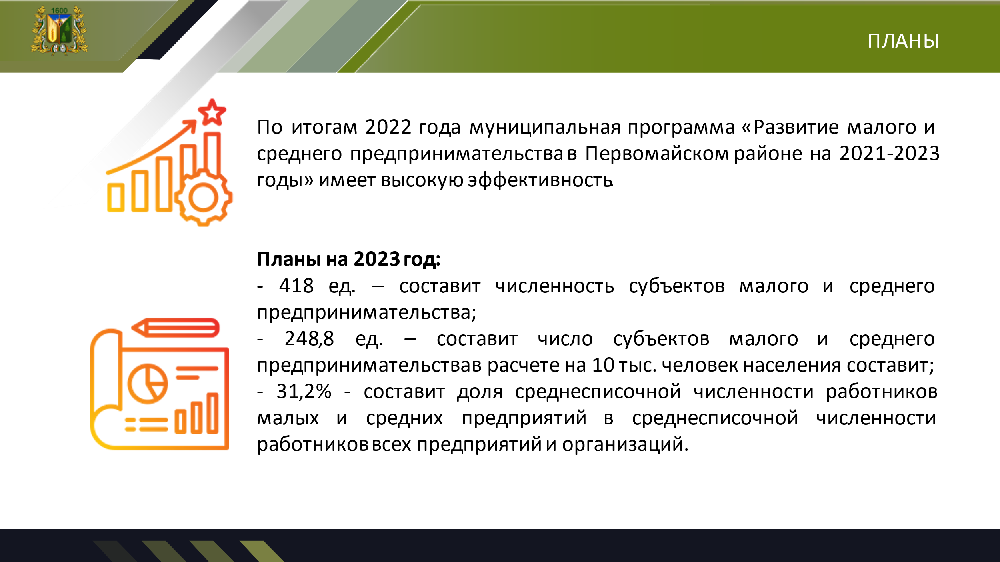 1600
ПЛАНЫ
По итогам 2022 года муниципальная программа «Развитие малого и
среднего предпринимательства в Первомайском районе на 2021-2023
годы» имеет высокую эффективность.
Планы на 2023 год:
- 418 ед. – составит численность субъектов малого и среднего
предпринимательства;
- 248,8 ед. – составит число субъектов малого и среднего
предпринимательства в расчете на 10 тыс. человек населения составит;
- 31,2% - составит доля среднесписочной численности работников
малых и средних предприятий в среднесписочной численности
работников всех предприятий и организаций.